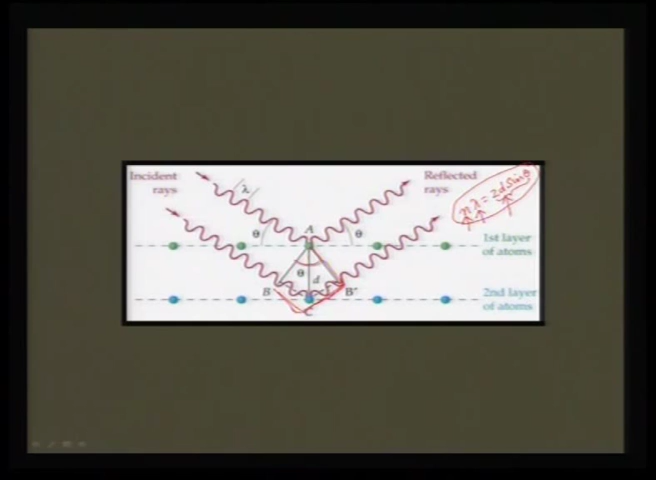 Incident
rays
λ
Reflected
rays
nλ = 2d Sinθ
A
θ
θ
1st layer
of atoms
θ
d
B
B'
C
2nd layer
of atoms